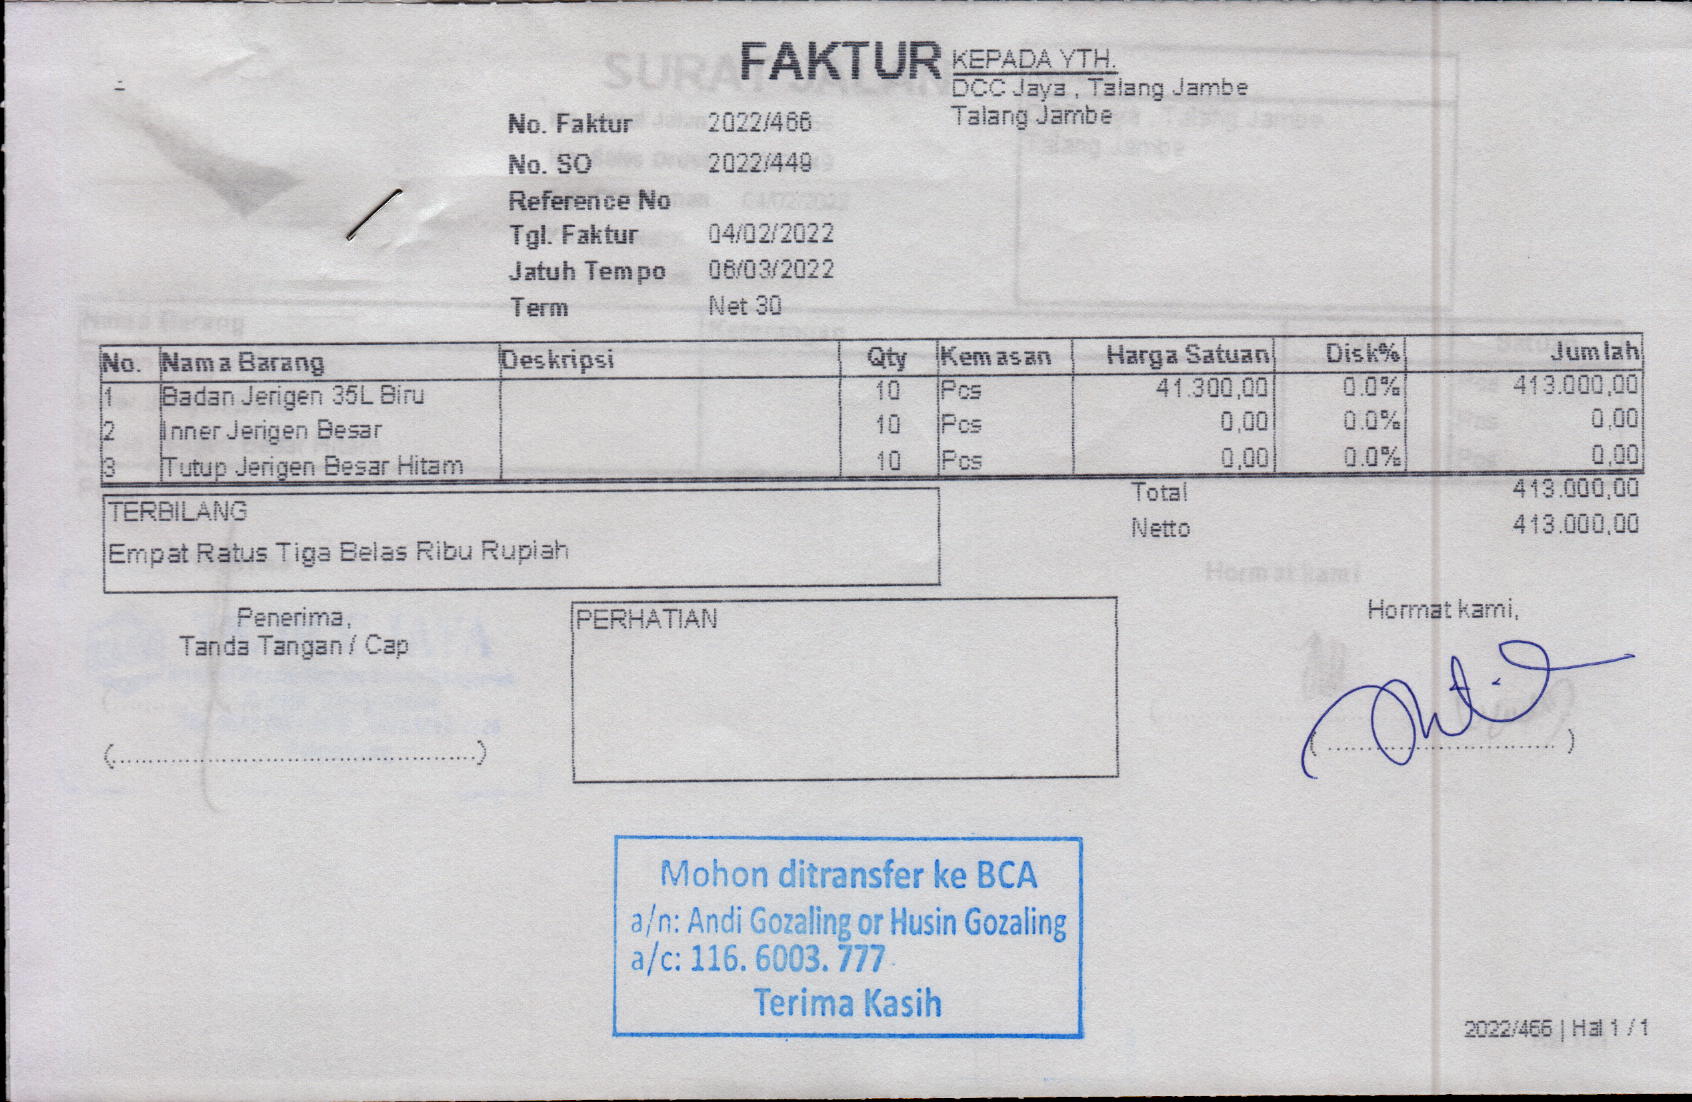 FAKTUR
KEPADA YTH.
DCC Jaya , Talang Jambe
Talang Jambe
No. Faktur 2022/466
No. SO 2022/449
Reference No
Tgl. Faktur 04/02/2022
Jatuh Tempo 06/03/2022
Term Net 30
No. Nama Barang Deskripsi Qty Kemasan Harga Satuan Disk% Jumlah
1 Badan Jerigen 35L Biru 10 Pcs 41.300,00 0.0% 413.000,00
2 Inner Jerigen Besar 10 Pcs 0,00 0.0% 0,00
3 Tutup Jerigen Besar Hitam 10 Pcs 0,00 0.0% 0,00
Total 413.000,00
Netto 413.000,00
TERBILANG
Empat Ratus Tiga Belas Ribu Rupiah
Penerima,
Tanda Tangan / Cap
(................................................)
PERHATIAN
Hormat kami,
( ................................ )
Mohon ditransfer ke BCA
a/n: Andi Gozaling or Husin Gozaling
a/c: 116. 6003. 777
Terima Kasih
2022/466 | Hal 1 / 1